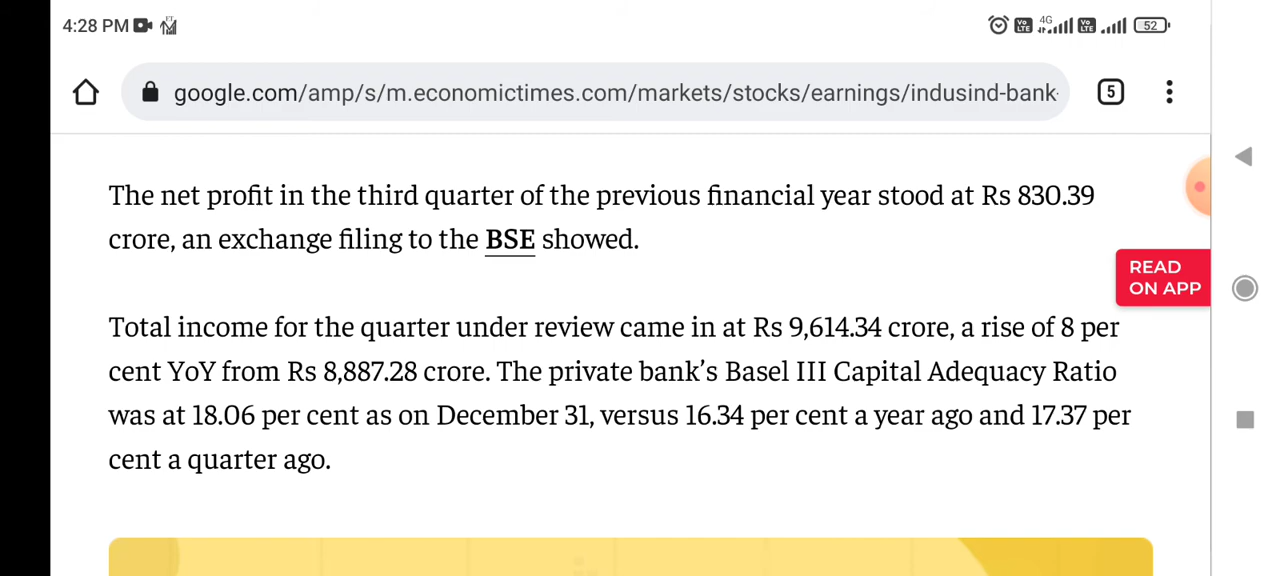 4:28 PM
4G
Vo LTE
Vo LTE
52
google.com/amp/s/m.economictimes.com/markets/stocks/earnings/indusind-bank-
5
The net profit in the third quarter of the previous financial year stood at Rs 830.39
crore, an exchange filing to the BSE showed.
READ
ON APP
Total income for the quarter under review came in at Rs 9,614.34 crore, a rise of 8 per
cent YoY from Rs 8,887.28 crore. The private bank’s Basel III Capital Adequacy Ratio
was at 18.06 per cent as on December 31, versus 16.34 per cent a year ago and 17.37 per
cent a quarter ago.